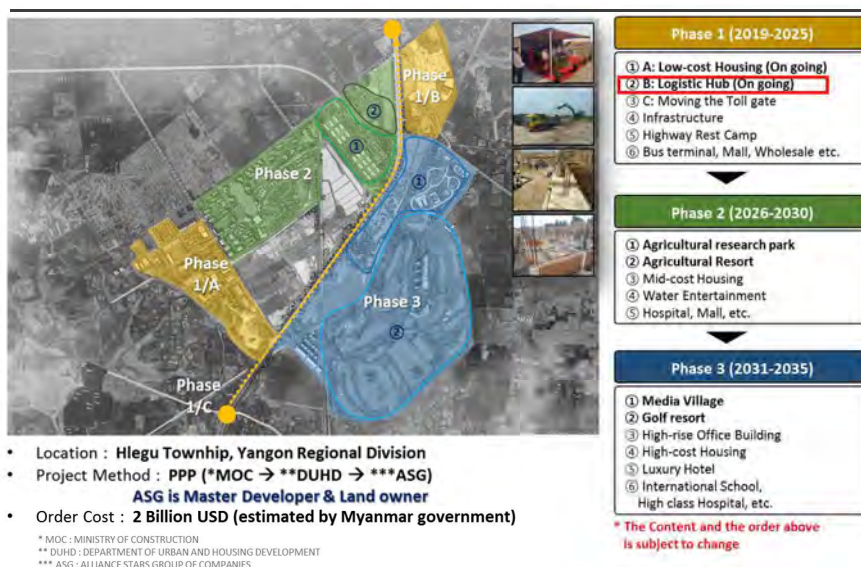 Phase
1/B
②
①
Phase 2
①
Phase
1/A
Phase 3
②
Phase
1/C
• Location : Hlegu Townhip, Yangon Regional Division
• Project Method : PPP (*MOC → **DUHD → ***ASG)
ASG is Master Developer & Land owner
• Order Cost : 2 Billion USD (estimated by Myanmar government)
* MOC : MINISTRY OF CONSTRUCTION
** DUHD : DEPARTMENT OF URBAN AND HOUSING DEVELOPMENT
*** ASG : ALLIANCE STARS GROUP OF COMPANIES
Phase 1 (2019-2025)
① A: Low-cost Housing (On going)
② B: Logistic Hub (On going)
③ C: Moving the Toll gate
④ Infrastructure
⑤ Highway Rest Camp
⑥ Bus terminal, Mall, Wholesale etc.
Phase 2 (2026-2030)
① Agricultural research park
② Agricultural Resort
③ Mid-cost Housing
④ Water Entertainment
⑤ Hospital, Mall, etc.
Phase 3 (2031-2035)
① Media Village
② Golf resort
③ High-rise Office Building
④ High-cost Housing
⑤ Luxury Hotel
⑥ International School,
High class Hospital, etc.
* The Content and the order above
is subject to change